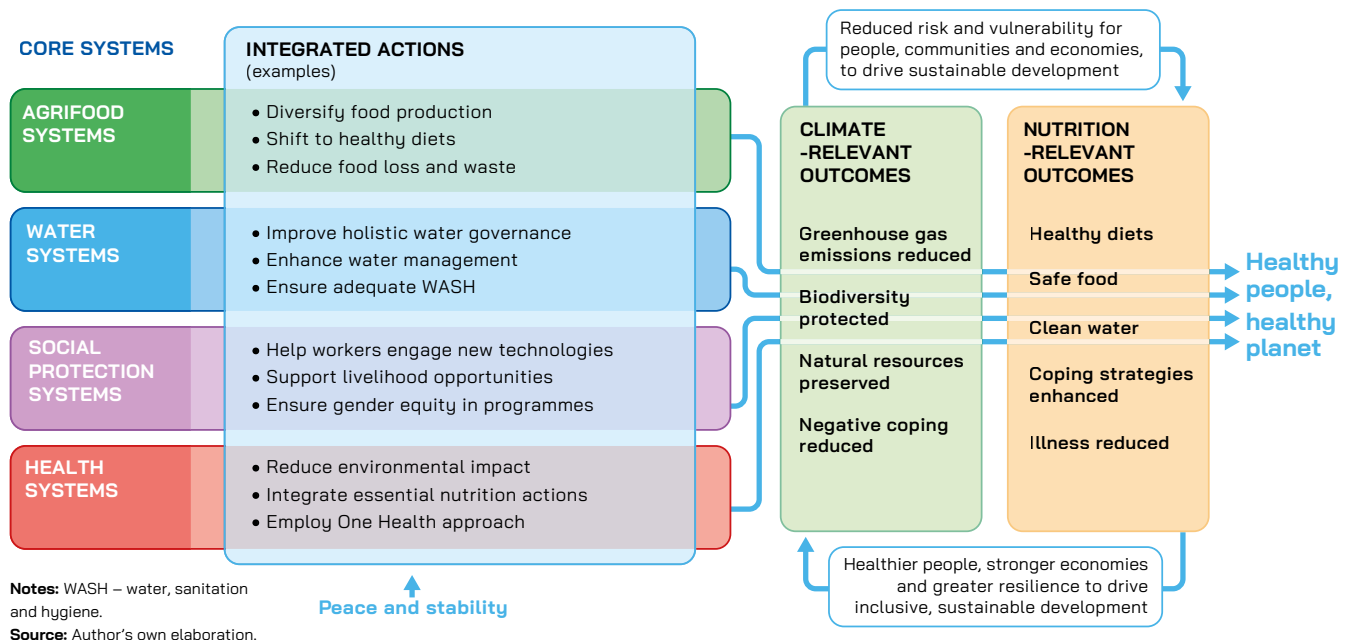 CORE SYSTEMS
INTEGRATED ACTIONS
(examples)
AGRIFOOD
SYSTEMS
• Diversify food production
• Shift to healthy diets
• Reduce food loss and waste
WATER
SYSTEMS
• Improve holistic water governance
• Enhance water management
• Ensure adequate WASH
SOCIAL
PROTECTION
SYSTEMS
• Help workers engage new technologies
• Support livelihood opportunities
• Ensure gender equity in programmes
HEALTH
SYSTEMS
• Reduce environmental impact
• Integrate essential nutrition actions
• Employ One Health approach
Peace and stability
Reduced risk and vulnerability for
people, communities and economies,
to drive sustainable development
CLIMATE
-RELEVANT
OUTCOMES
Greenhouse gas
emissions reduced
Biodiversity
protected
Natural resources
preserved
Negative coping
reduced
NUTRITION
-RELEVANT
OUTCOMES
Healthy diets
Safe food
Clean water
Coping strategies
enhanced
Illness reduced
Healthy
people,
healthy
planet
Healthier people, stronger economies
and greater resilience to drive
inclusive, sustainable development
Notes: WASH – water, sanitation
and hygiene.
Source: Author's own elaboration.